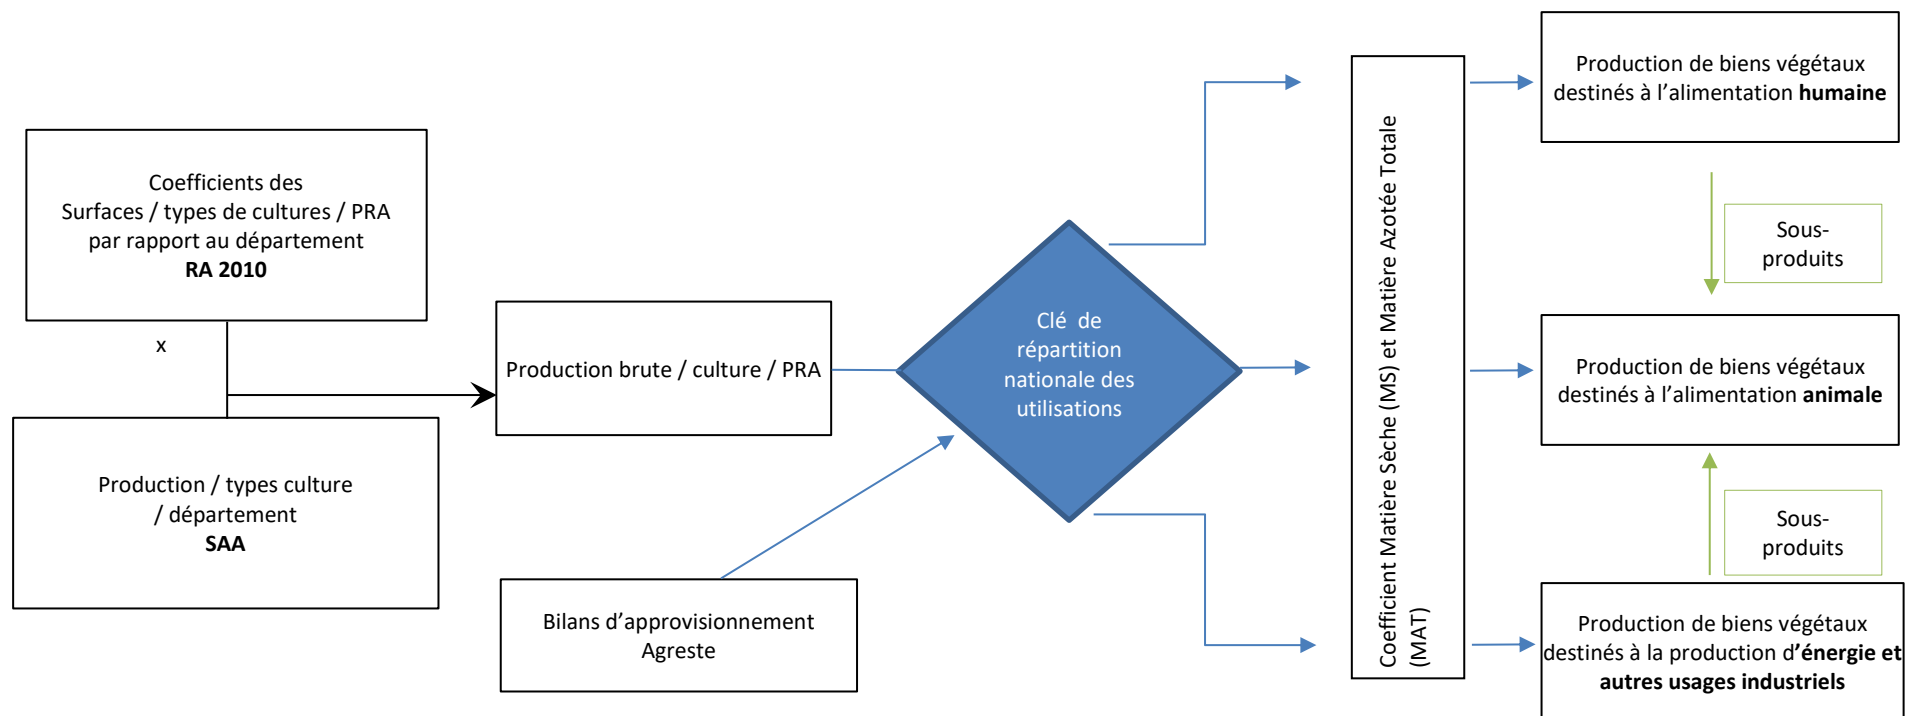 Coefficients des
Surfaces / types de cultures / PRA
par rapport au département
RA 2010
x
Production / types culture
/ département
SAA
Production brute / culture / PRA
Bilans d'approvisionnement
Agreste
Clé de
répartition
nationale des
utilisations
Coefficient Matière Sèche (MS) et Matière Azotée Totale
(MAT)
Production de biens végétaux
destinés à l'alimentation humaine
Sous-
produits
Production de biens végétaux
destinés à l'alimentation animale
Sous-
produits
Production de biens végétaux
destinés à la production d'énergie et
autres usages industriels